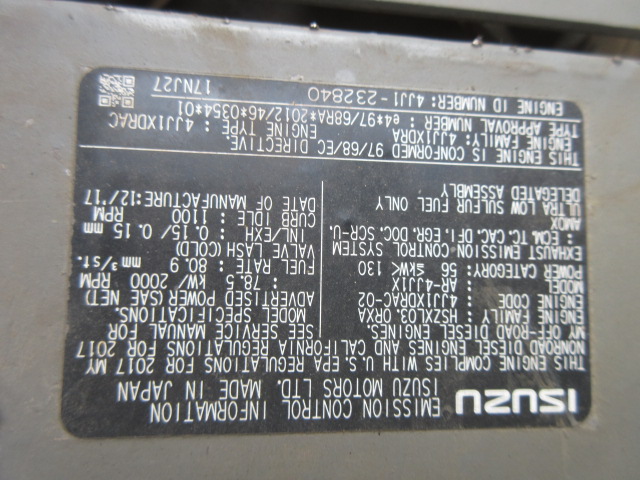 ISUZU
EMISSION CONTROL INFORMATION
ISUZU MOTORS LTD. MADE IN JAPAN
THIS ENGINE COMPLIES WITH U.S. EPA REGULATIONS FOR 2017 MY
NONROAD DIESEL ENGINES AND CALIFORNIA REGULATIONS FOR 2017
MY OFF-ROAD DIESEL ENGINES.
SEE SERVICE MANUAL FOR
MODEL SPECIFICATIONS.
ENGINE FAMILY : HSZXL03.0RXA
ENGINE CODE : 4JJ1XDRAC-02
MODEL : AR-4JJ1X
POWER CATEGORY: 56 ≤kW< 130
EXHAUST EMISSION CONTROL SYSTEM
: ECM, TC, CAC, DFI, EGR, DOC, SCR-U,
AMOX
ULTRA LOW SULFUR FUEL ONLY
DELEGATED ASSEMBLY
ADVERTISED POWER (SAE NET)
: 78.5 kW/ 2000 RPM
FUEL RATE : 80.9 mm³/st.
VALVE LASH (COLD)
INL/EXH : 0.15/ 0.15 mm
CURB IDLE : 1100 RPM
DATE OF MANUFACTURE:12/'17
THIS ENGINE IS CONFORMED 97/68/EC DIRECTIVE
ENGINE FAMILY: 4JJ1XDRA ENGINE TYPE : 4JJ1XDRAC
TYPE APPROVAL NUMBER : e4*97/68RA*2012/46*0354*01
ENGINE ID NUMBER: 4JJ1-232840
17NJ27